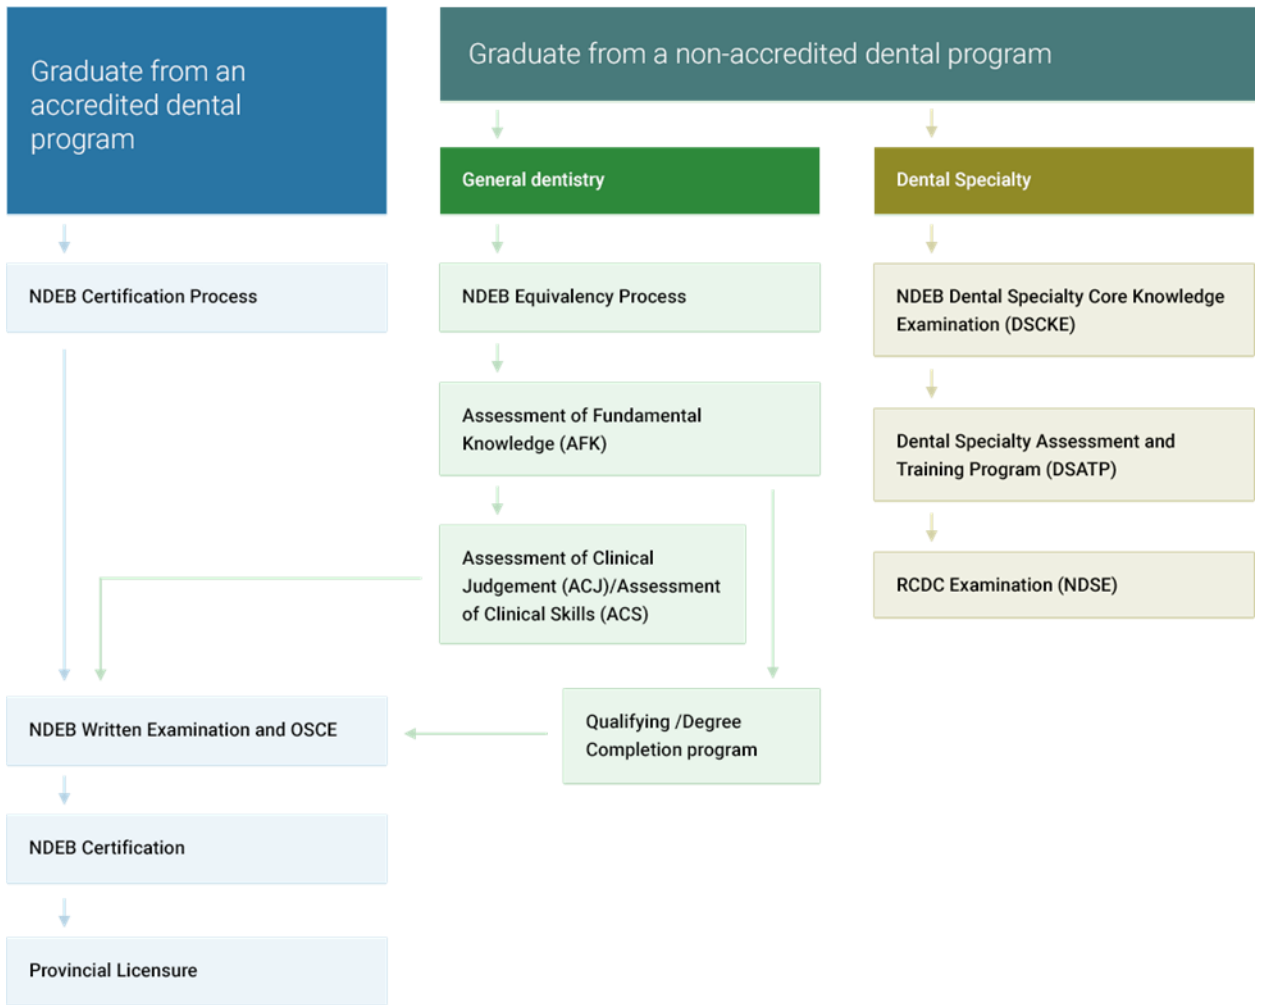 Graduate from an
accredited dental
program
Graduate from a non-accredited dental program
General dentistry
Dental Specialty
NDEB Certification Process
NDEB Equivalency Process
NDEB Dental Specialty Core Knowledge
Examination (DSCKE)
Assessment of Fundamental
Knowledge (AFK)
Dental Specialty Assessment and
Training Program (DSATP)
Assessment of Clinical
Judgement (ACJ)/Assessment
of Clinical Skills (ACS)
RCDC Examination (NDSE)
NDEB Written Examination and OSCE
Qualifying /Degree
Completion program
NDEB Certification
Provincial Licensure